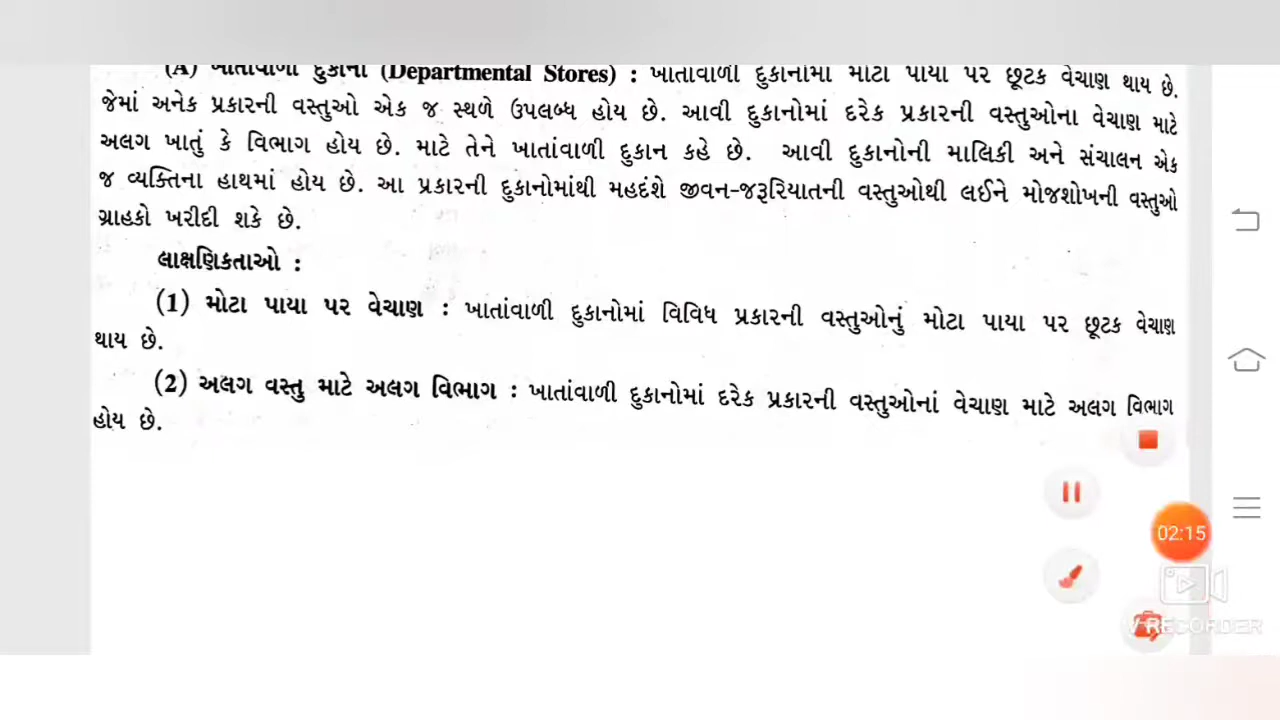 (A) ખાતાંવાળી દુકાનો (Departmental Stores) : ખાતાંવાળી દુકાનોમાં મોટા પાયા પર છૂટક વેચાણ થાય છે.
જેમાં અનેક પ્રકારની વસ્તુઓ એક જ સ્થળે ઉપલબ્ધ હોય છે. આવી દુકાનોમાં દરેક પ્રકારની વસ્તુઓના વેચાણ માટે
અલગ ખાતું કે વિભાગ હોય છે. માટે તેને ખાતાંવાળી દુકાન કહે છે. આવી દુકાનોની માલિકી અને સંચાલન એક
જ વ્યક્તિના હાથમાં હોય છે. આ પ્રકારની દુકાનોમાંથી મહદંશે જીવન-જરૂરિયાતની વસ્તુઓથી લઈને મોજશોખની વસ્તુઓ
ગ્રાહકો ખરીદી શકે છે.
લાક્ષણિકતાઓ :
(1) મોટા પાયા પર વેચાણ : ખાતાંવાળી દુકાનોમાં વિવિધ પ્રકારની વસ્તુઓનું મોટા પાયા પર છૂટક વેચાણ
થાય છે.
(2) અલગ વસ્તુ માટે અલગ વિભાગ : ખાતાંવાળી દુકાનોમાં દરેક પ્રકારની વસ્તુઓનાં વેચાણ માટે અલગ વિભાગ
હોય છે.
02:15
V RECORDER